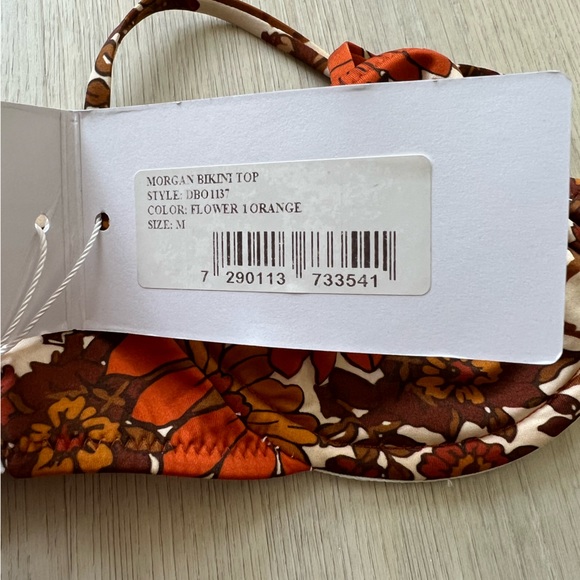 MORGAN BIKINI TOP
STYLE: DBO1137
COLOR: FLOWER 1 ORANGE
SIZE: M
7 290113 733541